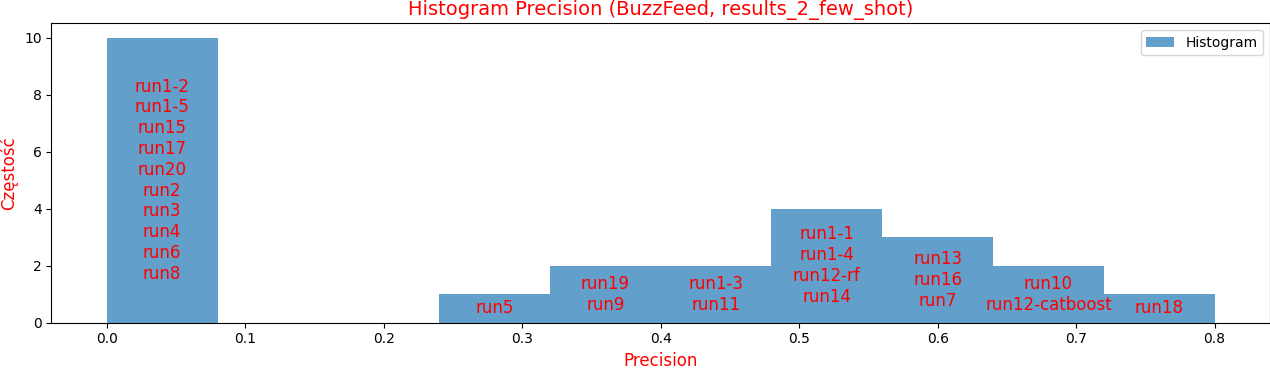 Histogram Precision (BuzzFeed, results_2_few_shot)
Histogram
Częstość
10
8
6
4
2
0
run1-2
run1-5
run15
run17
run20
run2
run3
run4
run6
run8
run5
run19
run9
run1-3
run11
run1-1
run1-4
run12-rf
run14
run13
run16
run7
run10
run12-catboost
run18
0.0 0.1 0.2 0.3 0.4 0.5 0.6 0.7 0.8
Precision